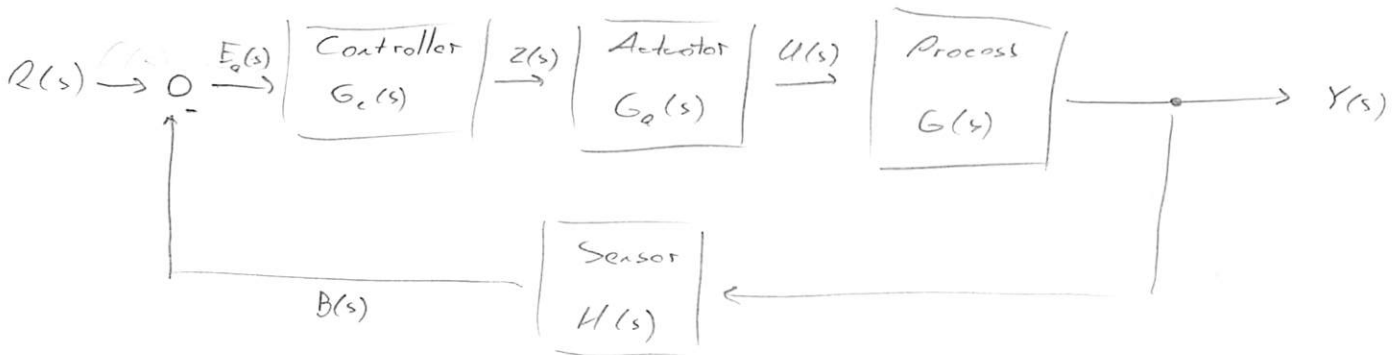 R(s)
-
E_a(s)
Controller
G_c(s)
Z(s)
Actuator
G_a(s)
U(s)
Process
G(s)
Y(s)
Sensor
H(s)
B(s)